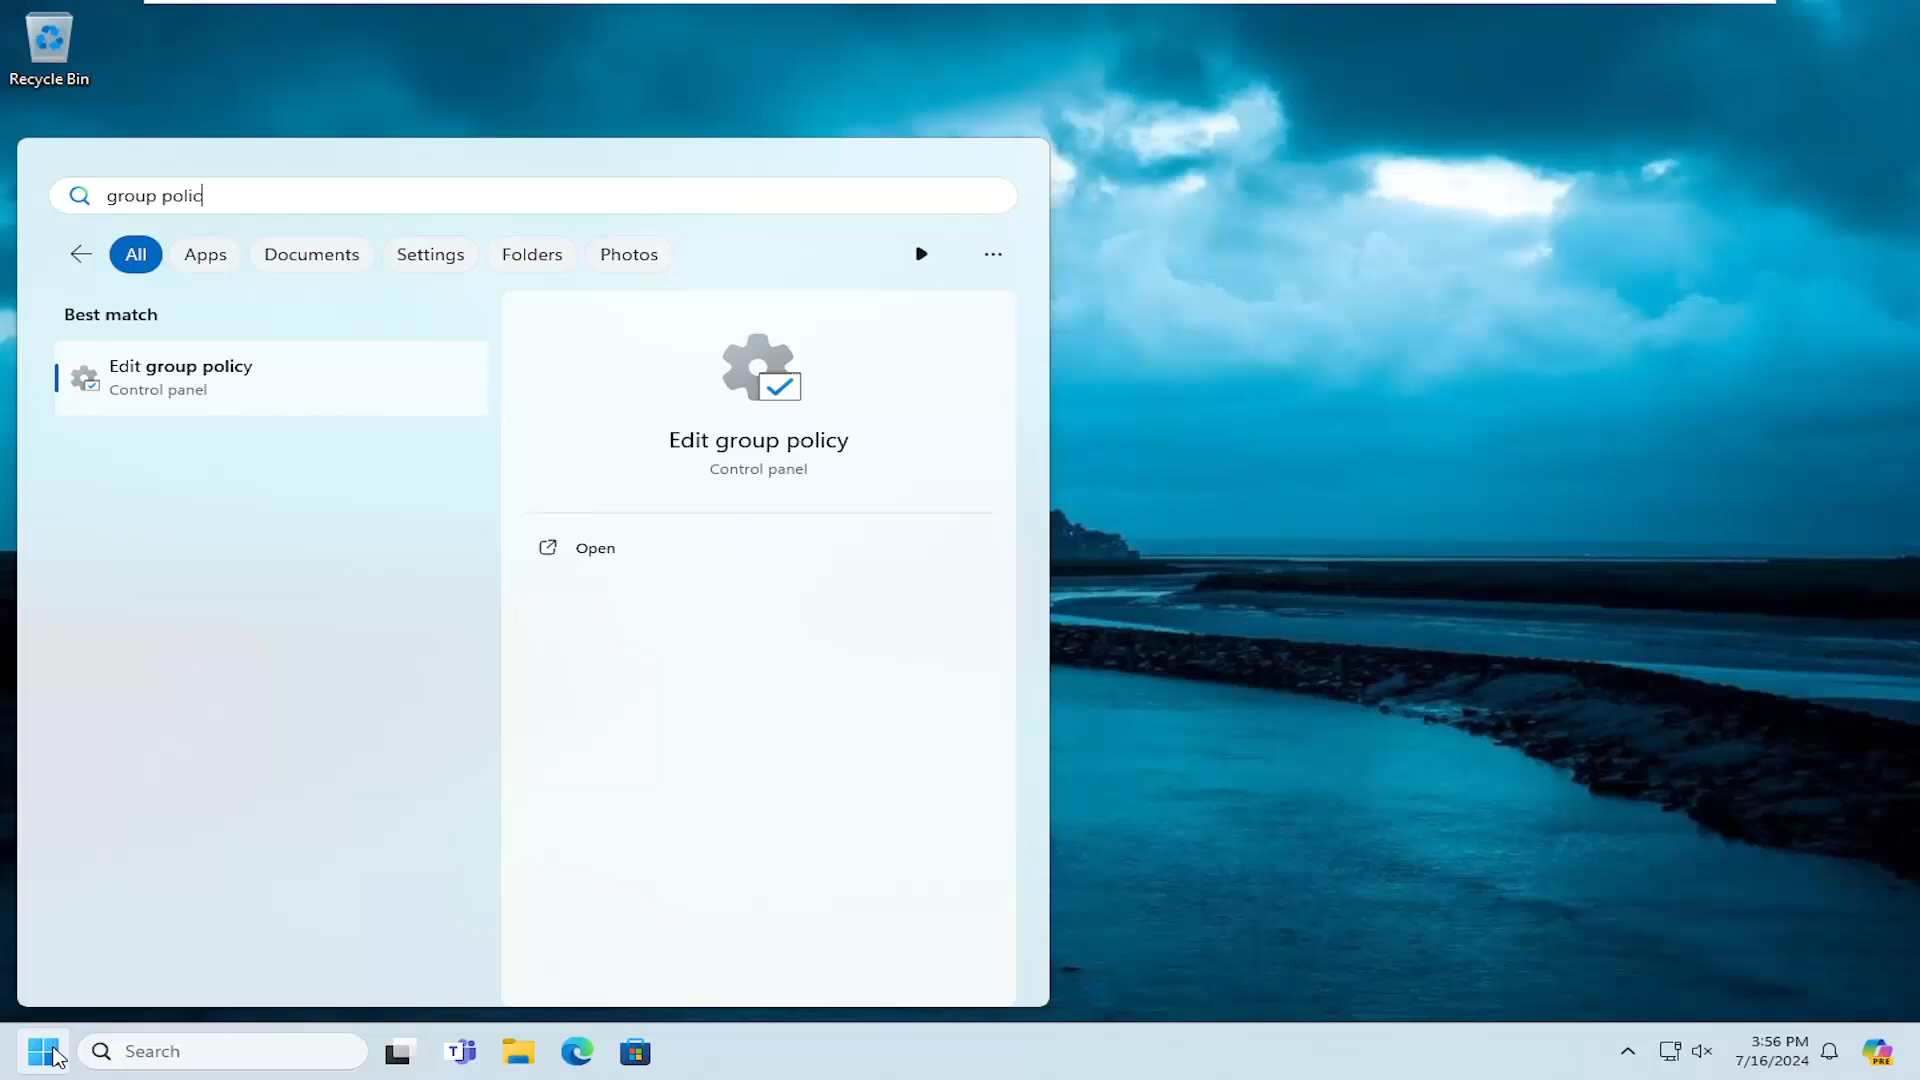 Recycle Bin
group polic
All
Apps
Documents
Settings
Folders
Photos
Best match
Edit group policy
Control panel
Edit group policy
Control panel
Open
Search
T
3:56 PM
7/16/2024
PRE